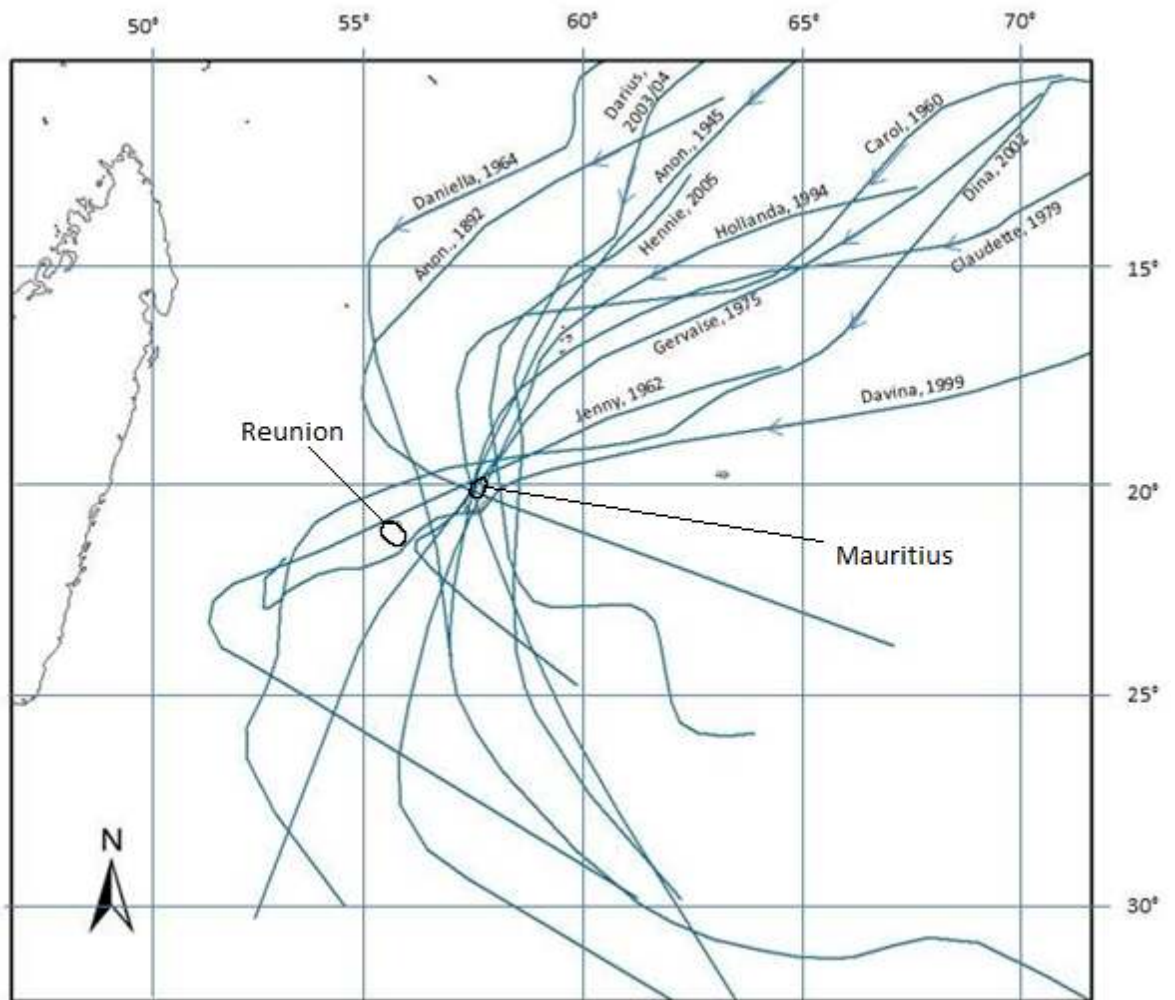 50° 55° 60° 65° 70°
Darius,
2003/04
Anon., 1945
Carol, 1960
Dina, 2002
Daniella, 1964
Hennie, 2005
Hollanda, 1994
Claudette, 1979
Anon., 1892
15°
Gervaise, 1975
Jenny, 1962
Davina, 1999
Reunion
20°
Mauritius
25°
N
30°